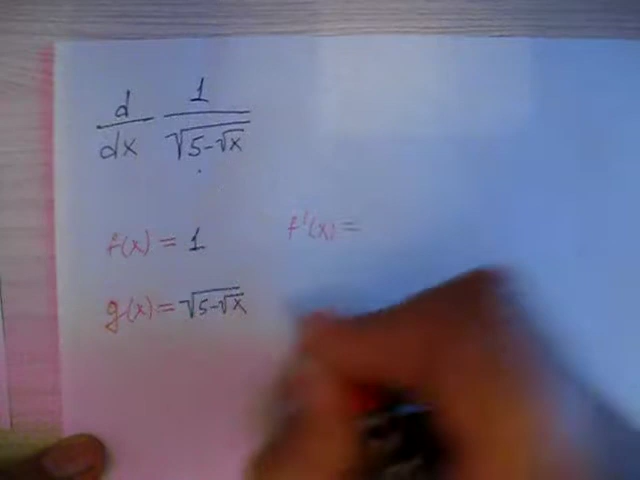 d/dx 1/√(5-√x)
f(x) = 1 f'(x) =
g(x) = √(5-√x)